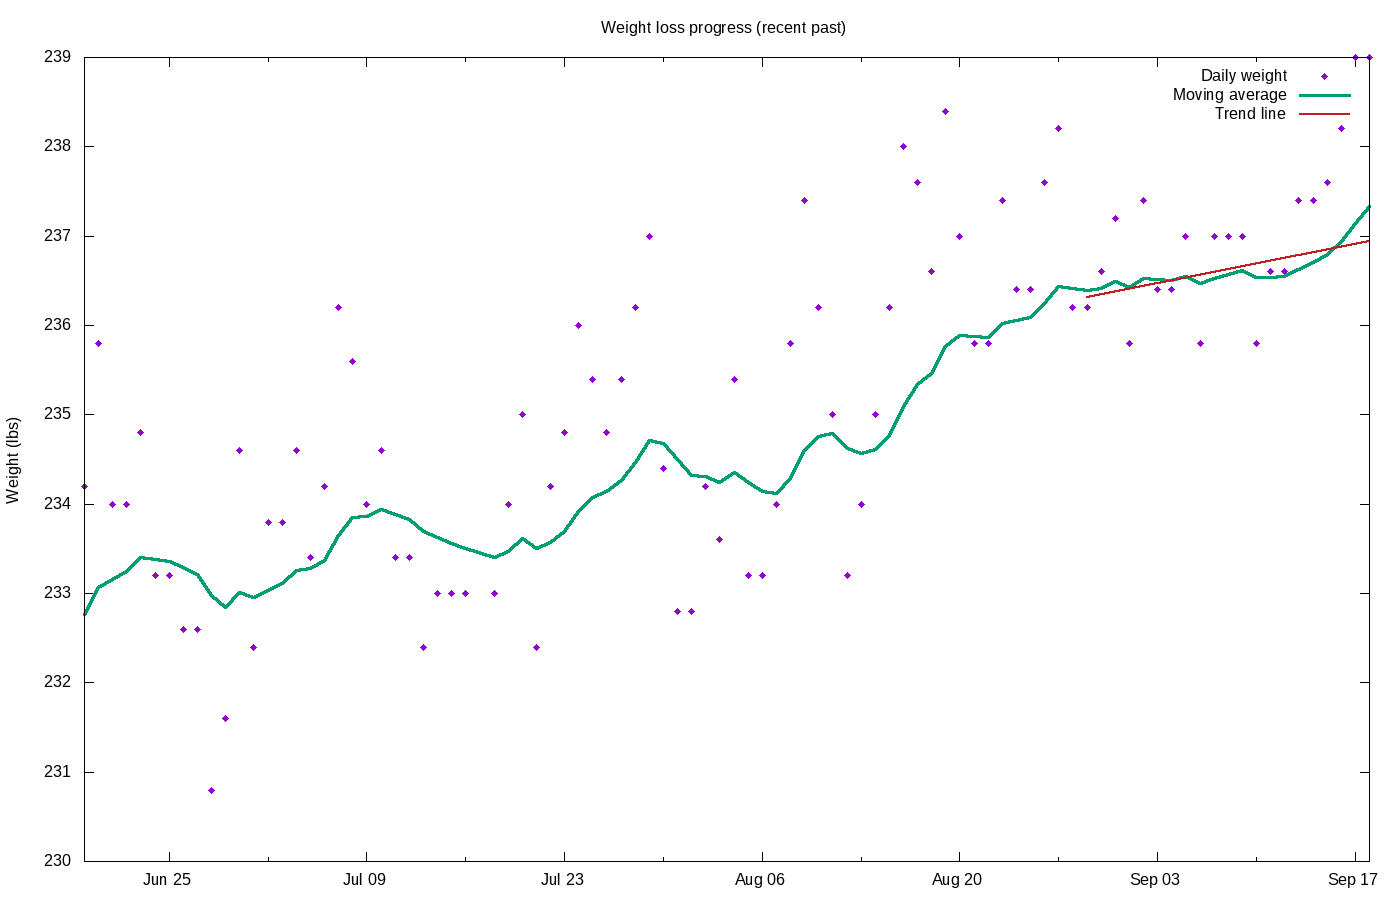 Weight loss progress (recent past)
239
238
237
236
235
234
233
232
231
230
Weight (lbs)
Daily weight
Moving average
Trend line
Jun 25
Jul 09
Jul 23
Aug 06
Aug 20
Sep 03
Sep 17